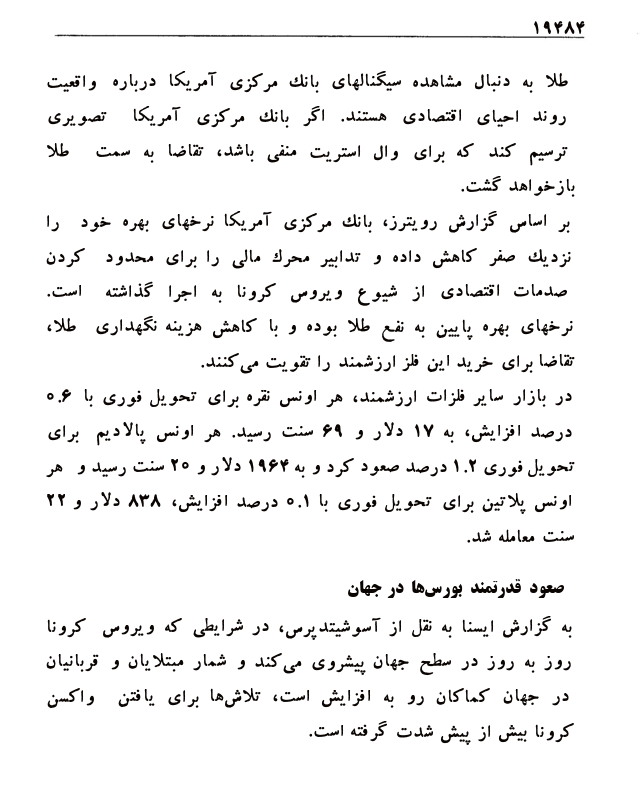 ۱۹۴۸۴
طلا به دنبال مشاهده سیگنالهای بانك مرکزی آمریکا درباره واقعیت
روند احیای اقتصادی هستند. اگر بانك مرکزی آمریکا تصویری
ترسیم کند که برای وال استریت منفی باشد، تقاضا به سمت طلا
بازخواهد گشت.
بر اساس گزارش رویترز، بانك مرکزی آمریکا نرخهای بهره خود را
نزدیك صفر کاهش داده و تدابیر محرك مالی را برای محدود کردن
صدمات اقتصادی از شیوع ویروس کرونا به اجرا گذاشته است.
نرخهای بهره پایین به نفع طلا بوده و با کاهش هزینه نگهداری طلا،
تقاضا برای خرید این فلز ارزشمند را تقویت می‌کنند.
در بازار سایر فلزات ارزشمند، هر اونس نقره برای تحویل فوری با ۰.۶
درصد افزایش، به ۱۷ دلار و ۶۹ سنت رسید. هر اونس پالادیم برای
تحویل فوری ۱.۲ درصد صعود کرد و به ۱۹۶۴ دلار و ۲۰ سنت رسید و هر
اونس پلاتین برای تحویل فوری با ۰.۱ درصد افزایش، ۸۳۸ دلار و ۲۲
سنت معامله شد.
صعود قدرتمند بورس‌ها در جهان
به گزارش ایسنا به نقل از آسوشیتدپرس، در شرایطی که ویروس کرونا
روز به روز در سطح جهان پیشروی می‌کند و شمار مبتلایان و قربانیان
در جهان کماکان رو به افزایش است، تلاش‌ها برای یافتن واکسن
کرونا بیش از پیش شدت گرفته است.